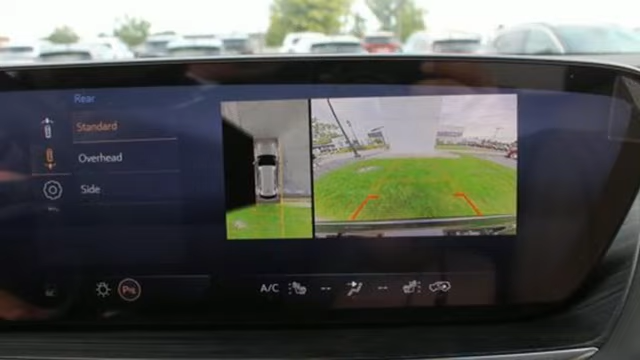 Rear
Standard
Overhead
Side
A/C -- --